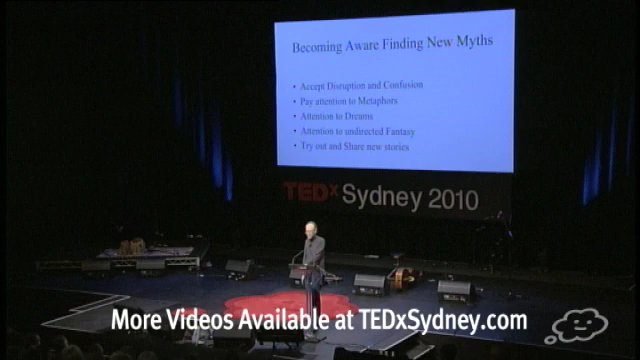 Becoming Aware Finding New Myths
• Accept Disruption and Confusion
• Pay attention to Metaphors
• Attention to Dreams
• Attention to undirected Fantasy
• Try out and Share new stories
TEDx Sydney 2010
More Videos Available at TEDxSydney.com